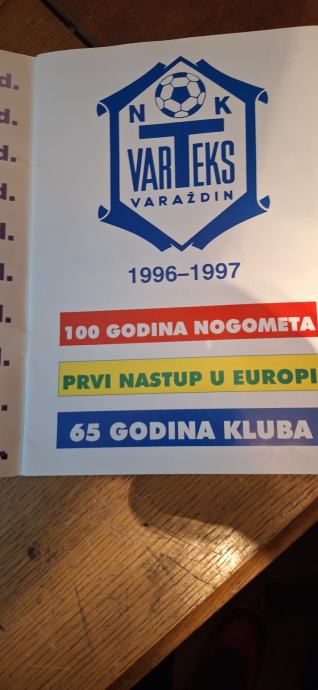 d.
d.
d.
d.
d.
d.
N K
VARTEKS
VARAŽDIN
1996–1997
100 GODINA NOGOMETA
PRVI NASTUP U EUROPI
65 GODINA KLUBA